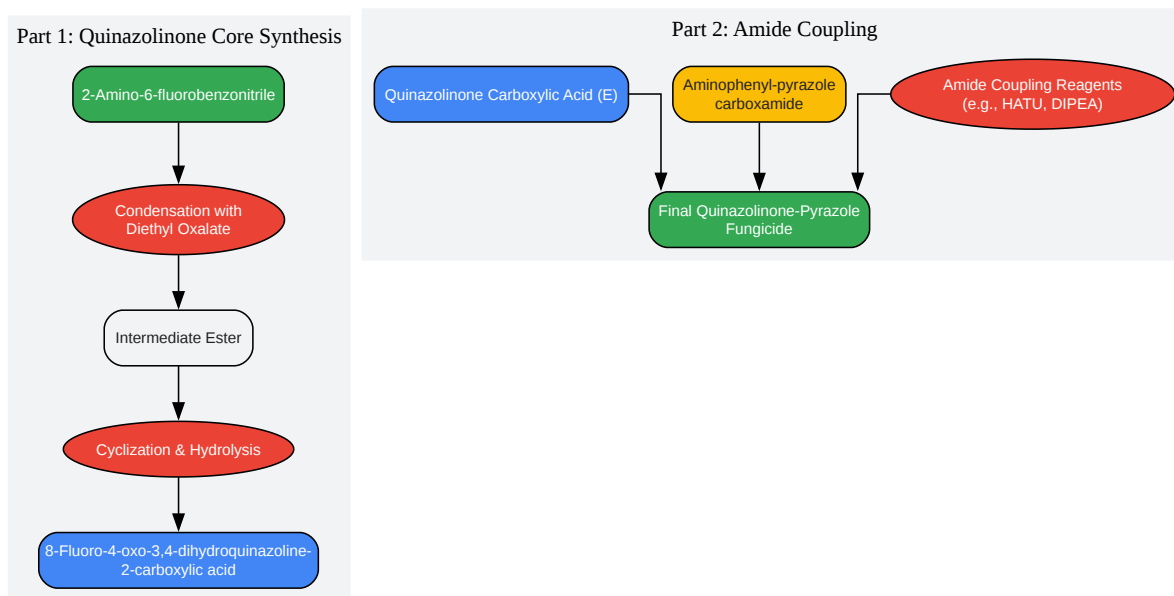 Part 1: Quinazolinone Core Synthesis
2-Amino-6-fluorobenzonitrile
Condensation with
Diethyl Oxalate
Intermediate Ester
Cyclization & Hydrolysis
8-Fluoro-4-oxo-3,4-dihydroquinazoline-
2-carboxylic acid
Part 2: Amide Coupling
Quinazolinone Carboxylic Acid (E)
Aminophenyl-pyrazole
carboxamide
Amide Coupling Reagents
(e.g., HATU, DIPEA)
Final Quinazolinone-Pyrazole
Fungicide